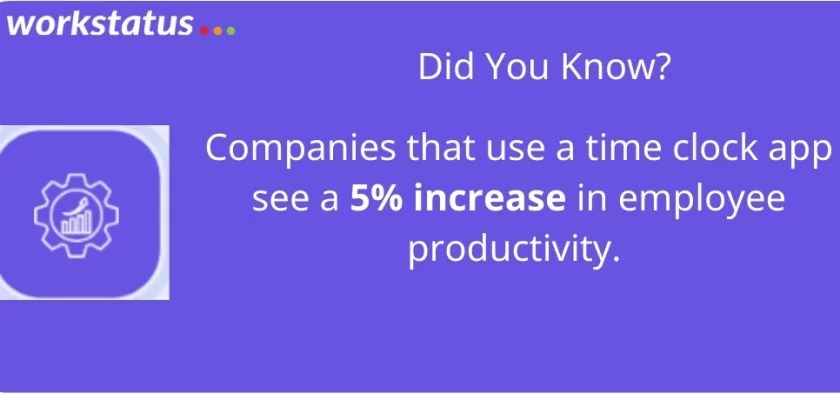 workstatus...
Did You Know?
Companies that use a time clock app
see a 5% increase in employee
productivity.